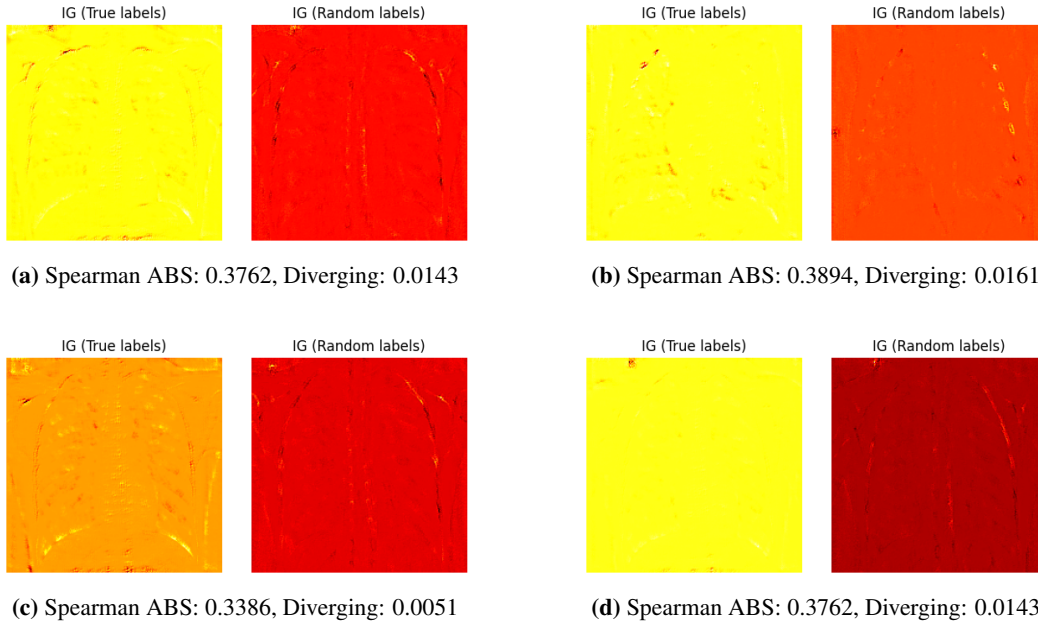 IG (True labels) IG (Random labels) IG (True labels) IG (Random labels)
(a) Spearman ABS: 0.3762, Diverging: 0.0143 (b) Spearman ABS: 0.3894, Diverging: 0.0161
IG (True labels) IG (Random labels) IG (True labels) IG (Random labels)
(c) Spearman ABS: 0.3386, Diverging: 0.0051 (d) Spearman ABS: 0.3762, Diverging: 0.0143